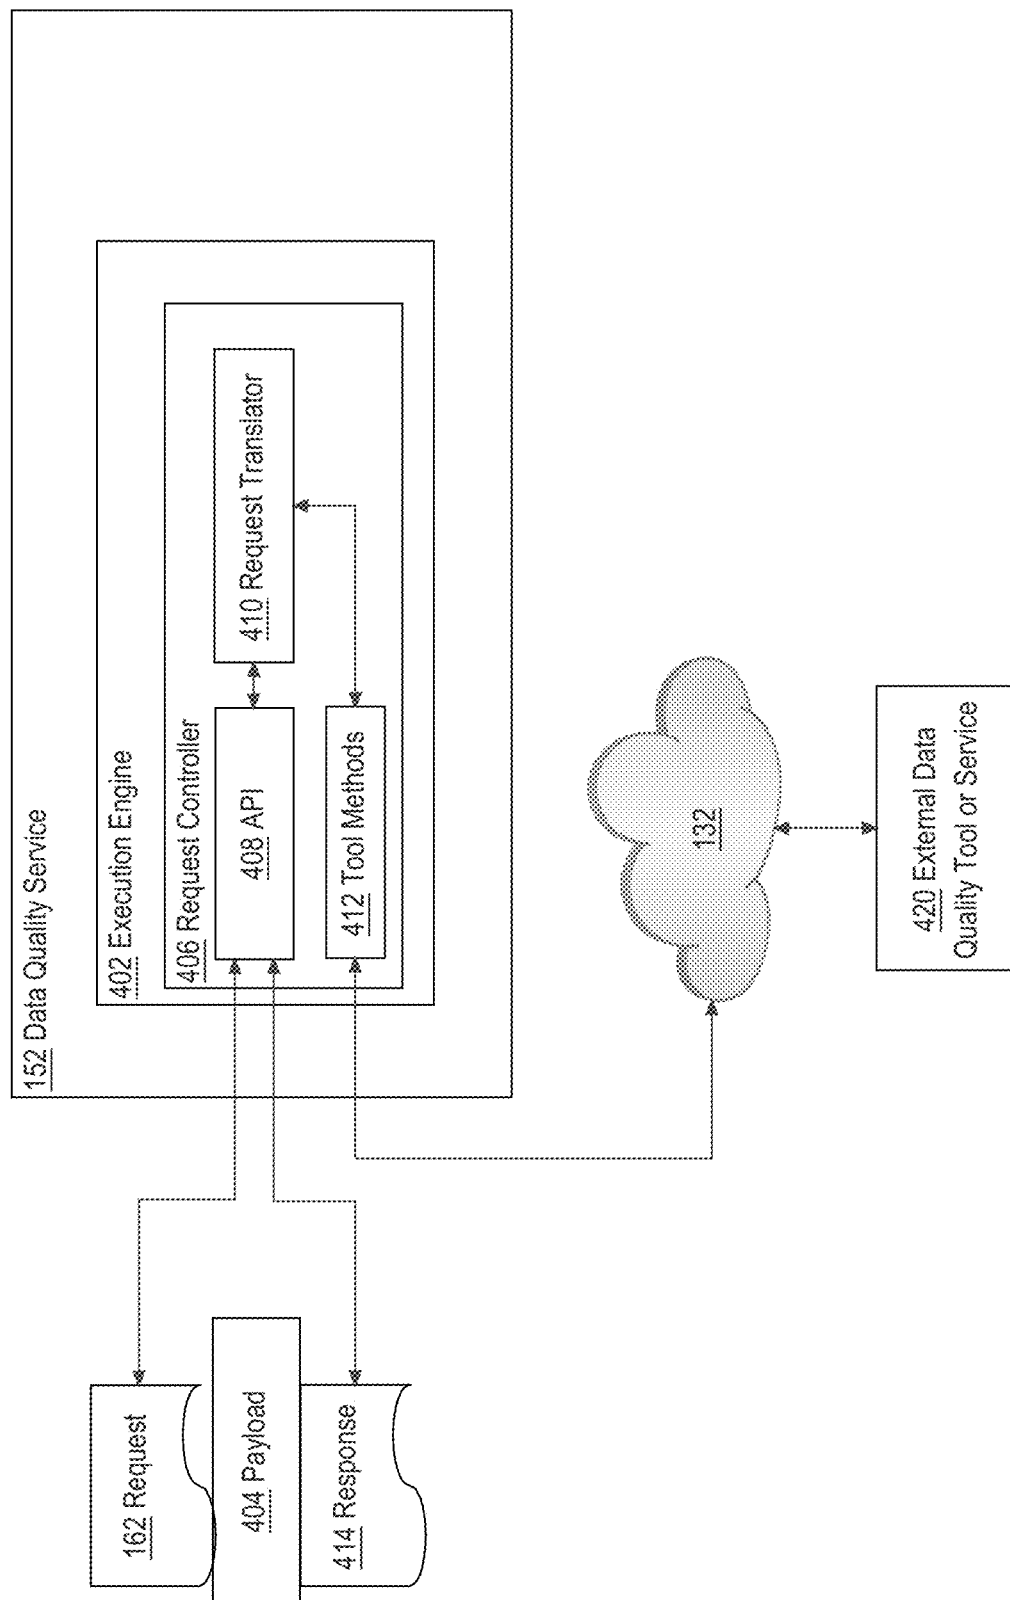 152 Data Quality Service
402 Execution Engine
406 Request Controller
408 API
410 Request Translator
412 Tool Methods
162 Request
404 Payload
414 Response
132
420 External Data
Quality Tool or Service